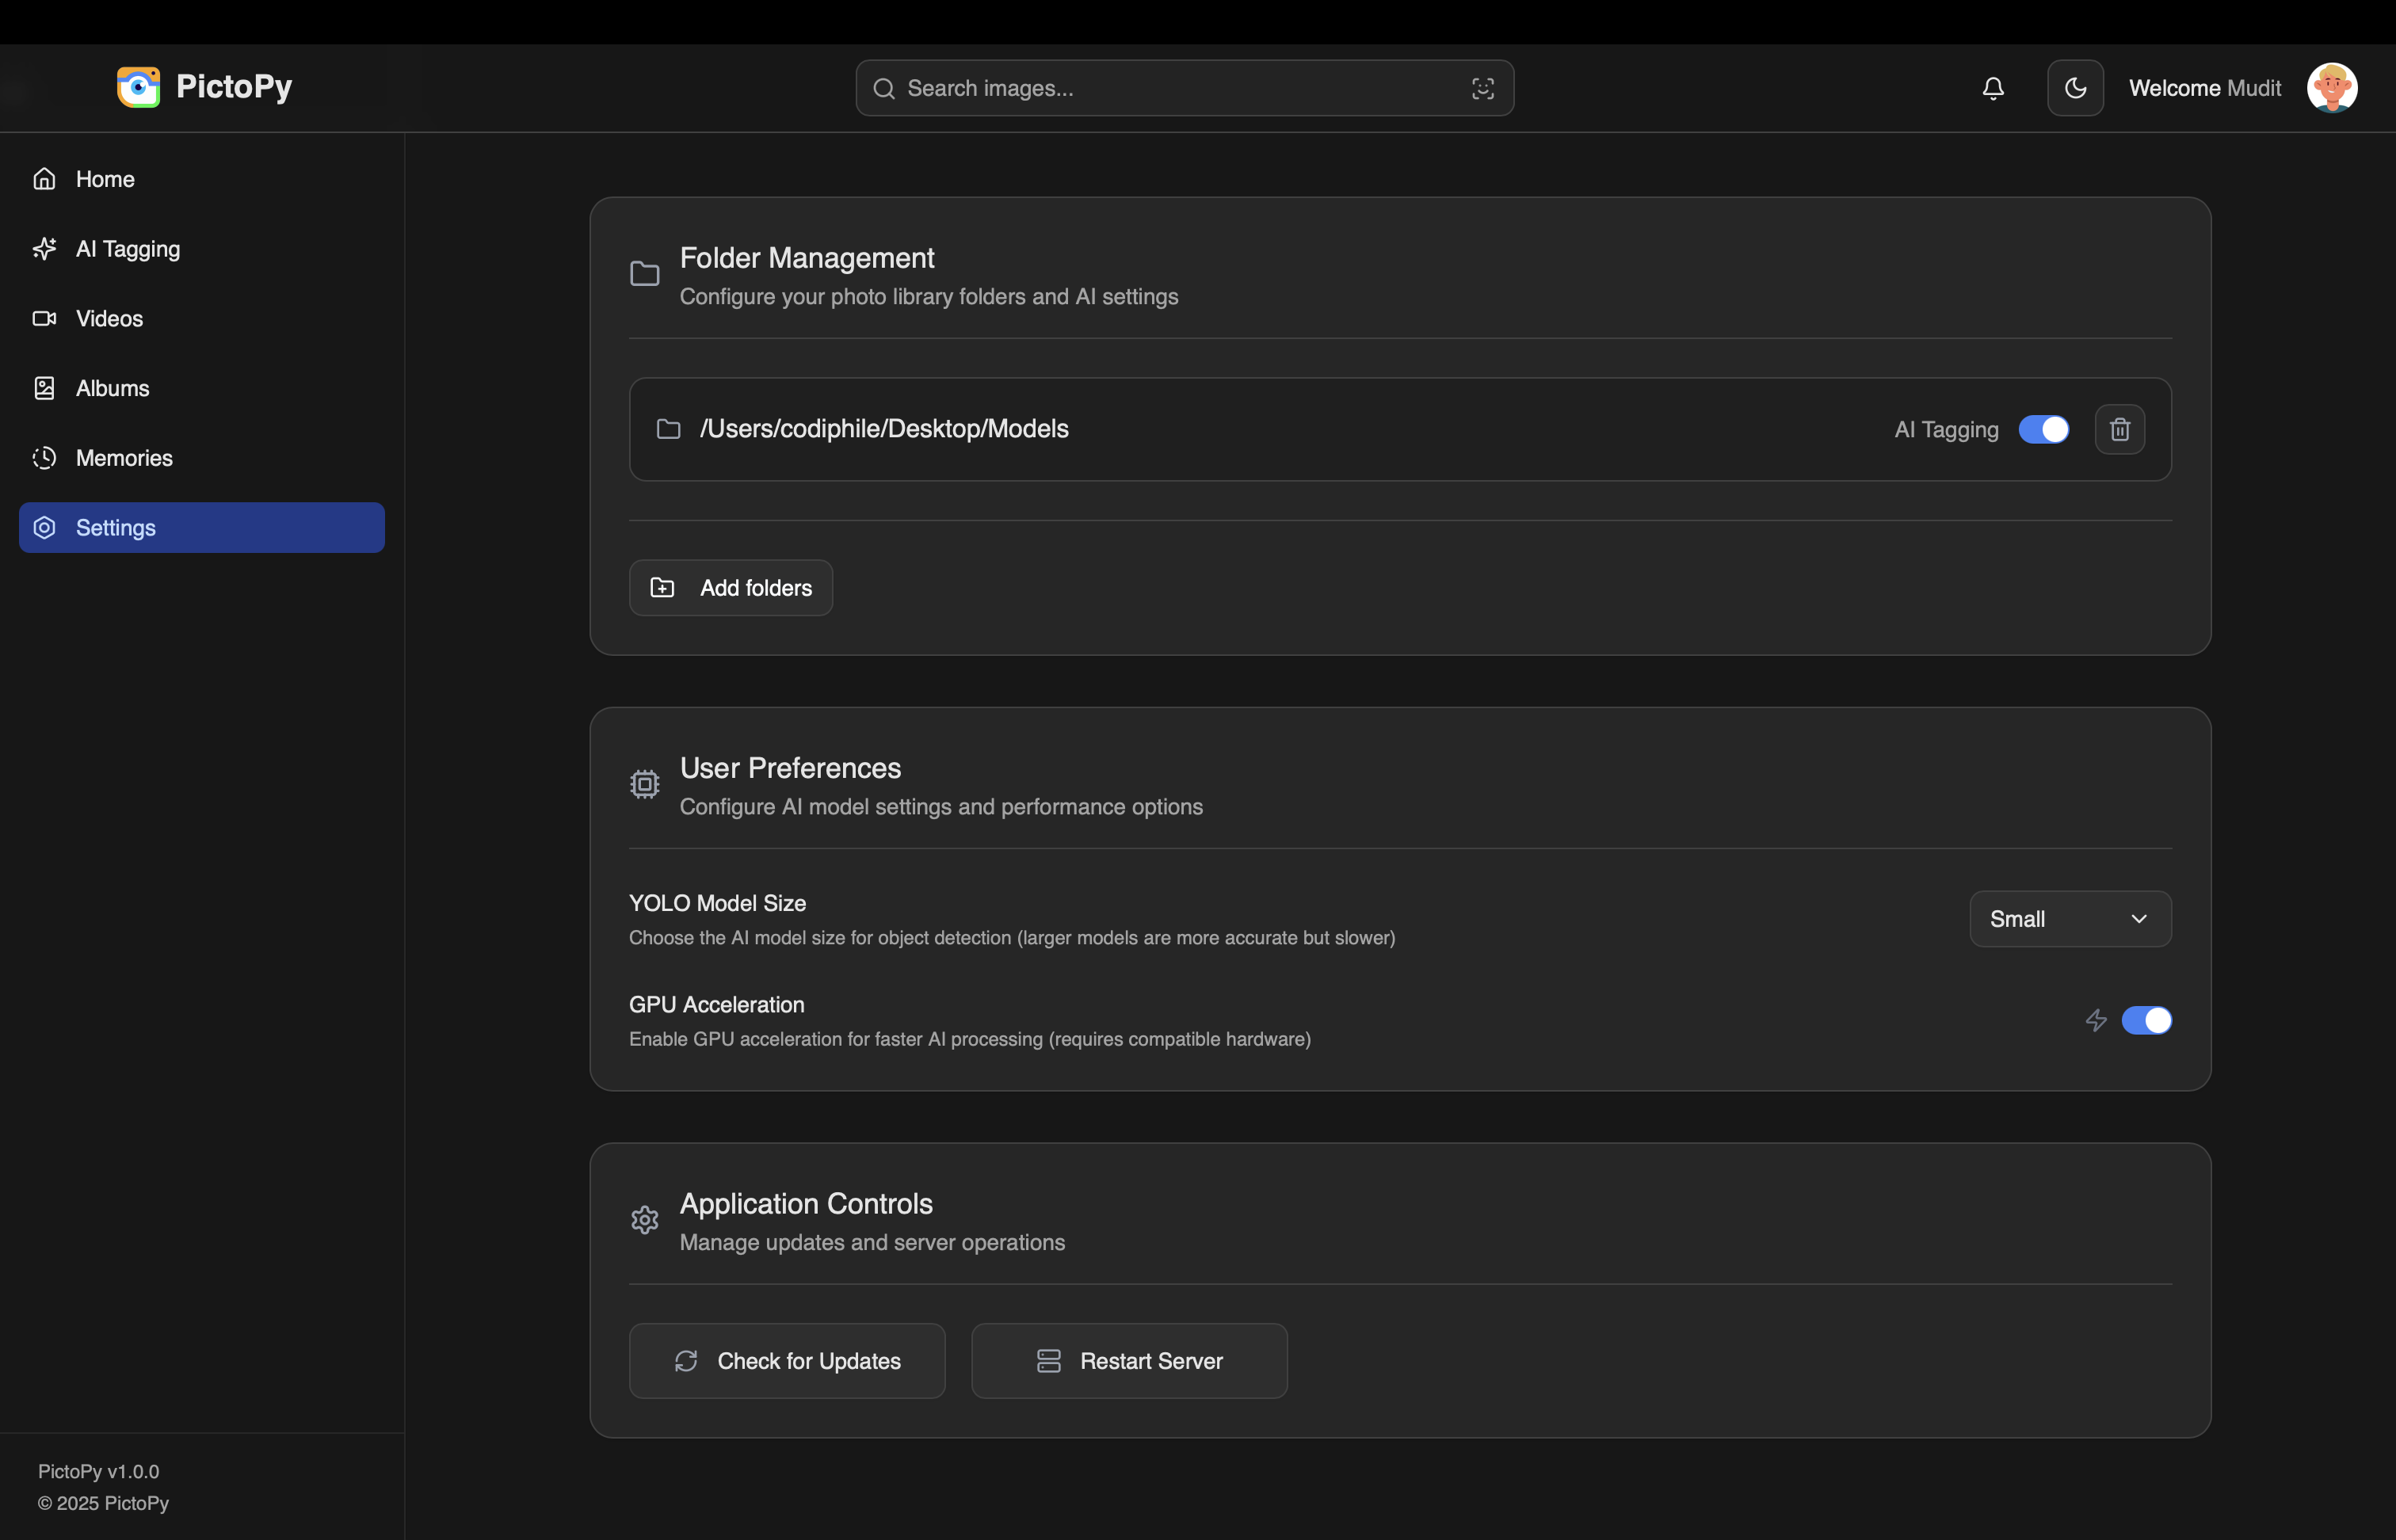 PictoPy
Search images...
Welcome Mudit
Home
AI Tagging
Videos
Albums
Memories
Settings
Folder Management
Configure your photo library folders and AI settings
/Users/codiphile/Desktop/Models
AI Tagging
Add folders
User Preferences
Configure AI model settings and performance options
YOLO Model Size
Choose the AI model size for object detection (larger models are more accurate but slower)
Small
GPU Acceleration
Enable GPU acceleration for faster AI processing (requires compatible hardware)
Application Controls
Manage updates and server operations
Check for Updates
Restart Server
PictoPy v1.0.0
© 2025 PictoPy